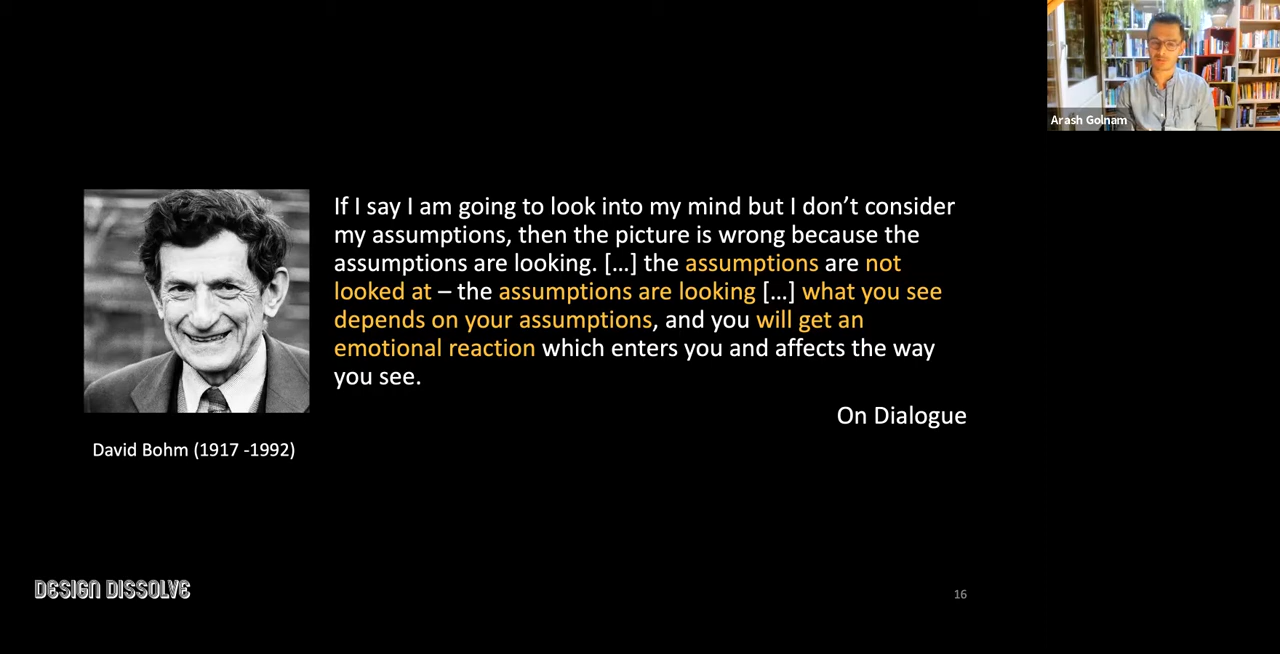 Arash Golnam
If I say I am going to look into my mind but I don’t consider
my assumptions, then the picture is wrong because the
assumptions are looking. […] the assumptions are not
looked at – the assumptions are looking […] what you see
depends on your assumptions, and you will get an
emotional reaction which enters you and affects the way
you see.
On Dialogue
David Bohm (1917 -1992)
DESIGN DISSOLVE
16